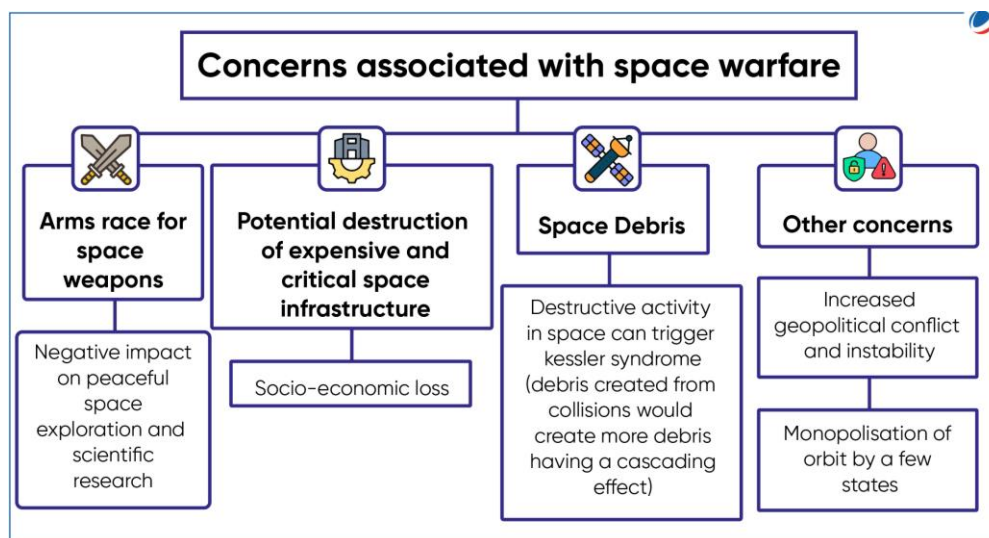 Concerns associated with space warfare
Arms race for
space
weapons
Negative impact
on peaceful
space
exploration and
scientific
research
Potential destruction
of expensive and
critical space
infrastructure
Socio-economic loss
Space Debris
Destructive activity
in space can trigger
kessler syndrome
(debris created from
collisions would
create more debris
having a cascading
effect)
Other concerns
Increased
geopolitical conflict
and instability
Monopolisation of
orbit by a few
states